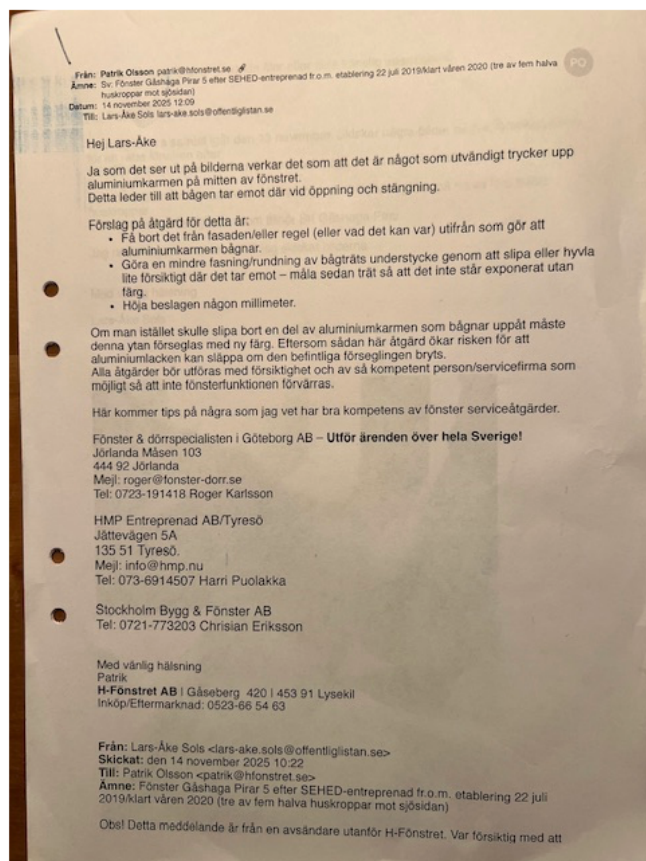 PO
Från: Patrik Olsson patrik@hfonstret.se
Ämne: Sv: Fönster Gåshaga Pirar 5 efter SEHED-entreprenad fr.o.m. etablering 22 juli 2019/klart våren 2020 (tre av fem halva
huskroppar mot sjösidan)
Datum: 14 november 2025 12:09
Till: Lars-Åke Sols lars-ake.sols@offentliglistan.se
Hej Lars-Åke
Ja som det ser ut på bilderna verkar det som att det är något som utvändigt trycker upp
aluminiumkarmen på mitten av fönstret.
Detta leder till att bågen tar emot där vid öppning och stängning.
Förslag på åtgärd för detta är:
• Få bort det från fasaden/eller regel (eller vad det kan var) utifrån som gör att
aluminiumkarmen bågnar.
• Göra en mindre fasning/rundning av bågträts understycke genom att slipa eller hyvla
lite försiktigt där det tar emot – måla sedan trät så att det inte står exponerat utan
färg.
• Höja beslagen någon millimeter.
Om man istället skulle slipa bort en del av aluminiumkarmen som bågnar uppåt måste
denna ytan förseglas med ny färg. Eftersom sådan här åtgärd ökar risken för att
aluminiumlacken kan släppa om den befintliga förseglingen bryts.
Alla åtgärder bör utföras med försiktighet och av så kompetent person/servicefirma som
möjligt så att inte fönsterfunktionen förvärras.
Här kommer tips på några som jag vet har bra kompetens av fönster serviceåtgärder.
Fönster & dörrspecialisten i Göteborg AB – Utför ärenden över hela Sverige!
Jörlanda Måsen 103
444 92 Jörlanda
Mejl: roger@fonster-dorr.se
Tel: 0723-191418 Roger Karlsson
HMP Entreprenad AB/Tyresö
Jättevägen 5A
135 51 Tyresö.
Mejl: info@hmp.nu
Tel: 073-6914507 Harri Puolakka
Stockholm Bygg & Fönster AB
Tel: 0721-773203 Chrisian Eriksson
Med vänlig hälsning
Patrik
H-Fönstret AB | Gåseberg 420 | 453 91 Lysekil
Inköp/Eftermarknad: 0523-66 54 63
Från: Lars-Åke Sols <lars-ake.sols@offentliglistan.se>
Skickat: den 14 november 2025 10:22
Till: Patrik Olsson <patrik@hfonstret.se>
Ämne: Fönster Gåshaga Pirar 5 efter SEHED-entreprenad fr.o.m. etablering 22 juli
2019/klart våren 2020 (tre av fem halva huskroppar mot sjösidan)
Obs! Detta meddelande är från en avsändare utanför H-Fönstret. Var försiktig med att